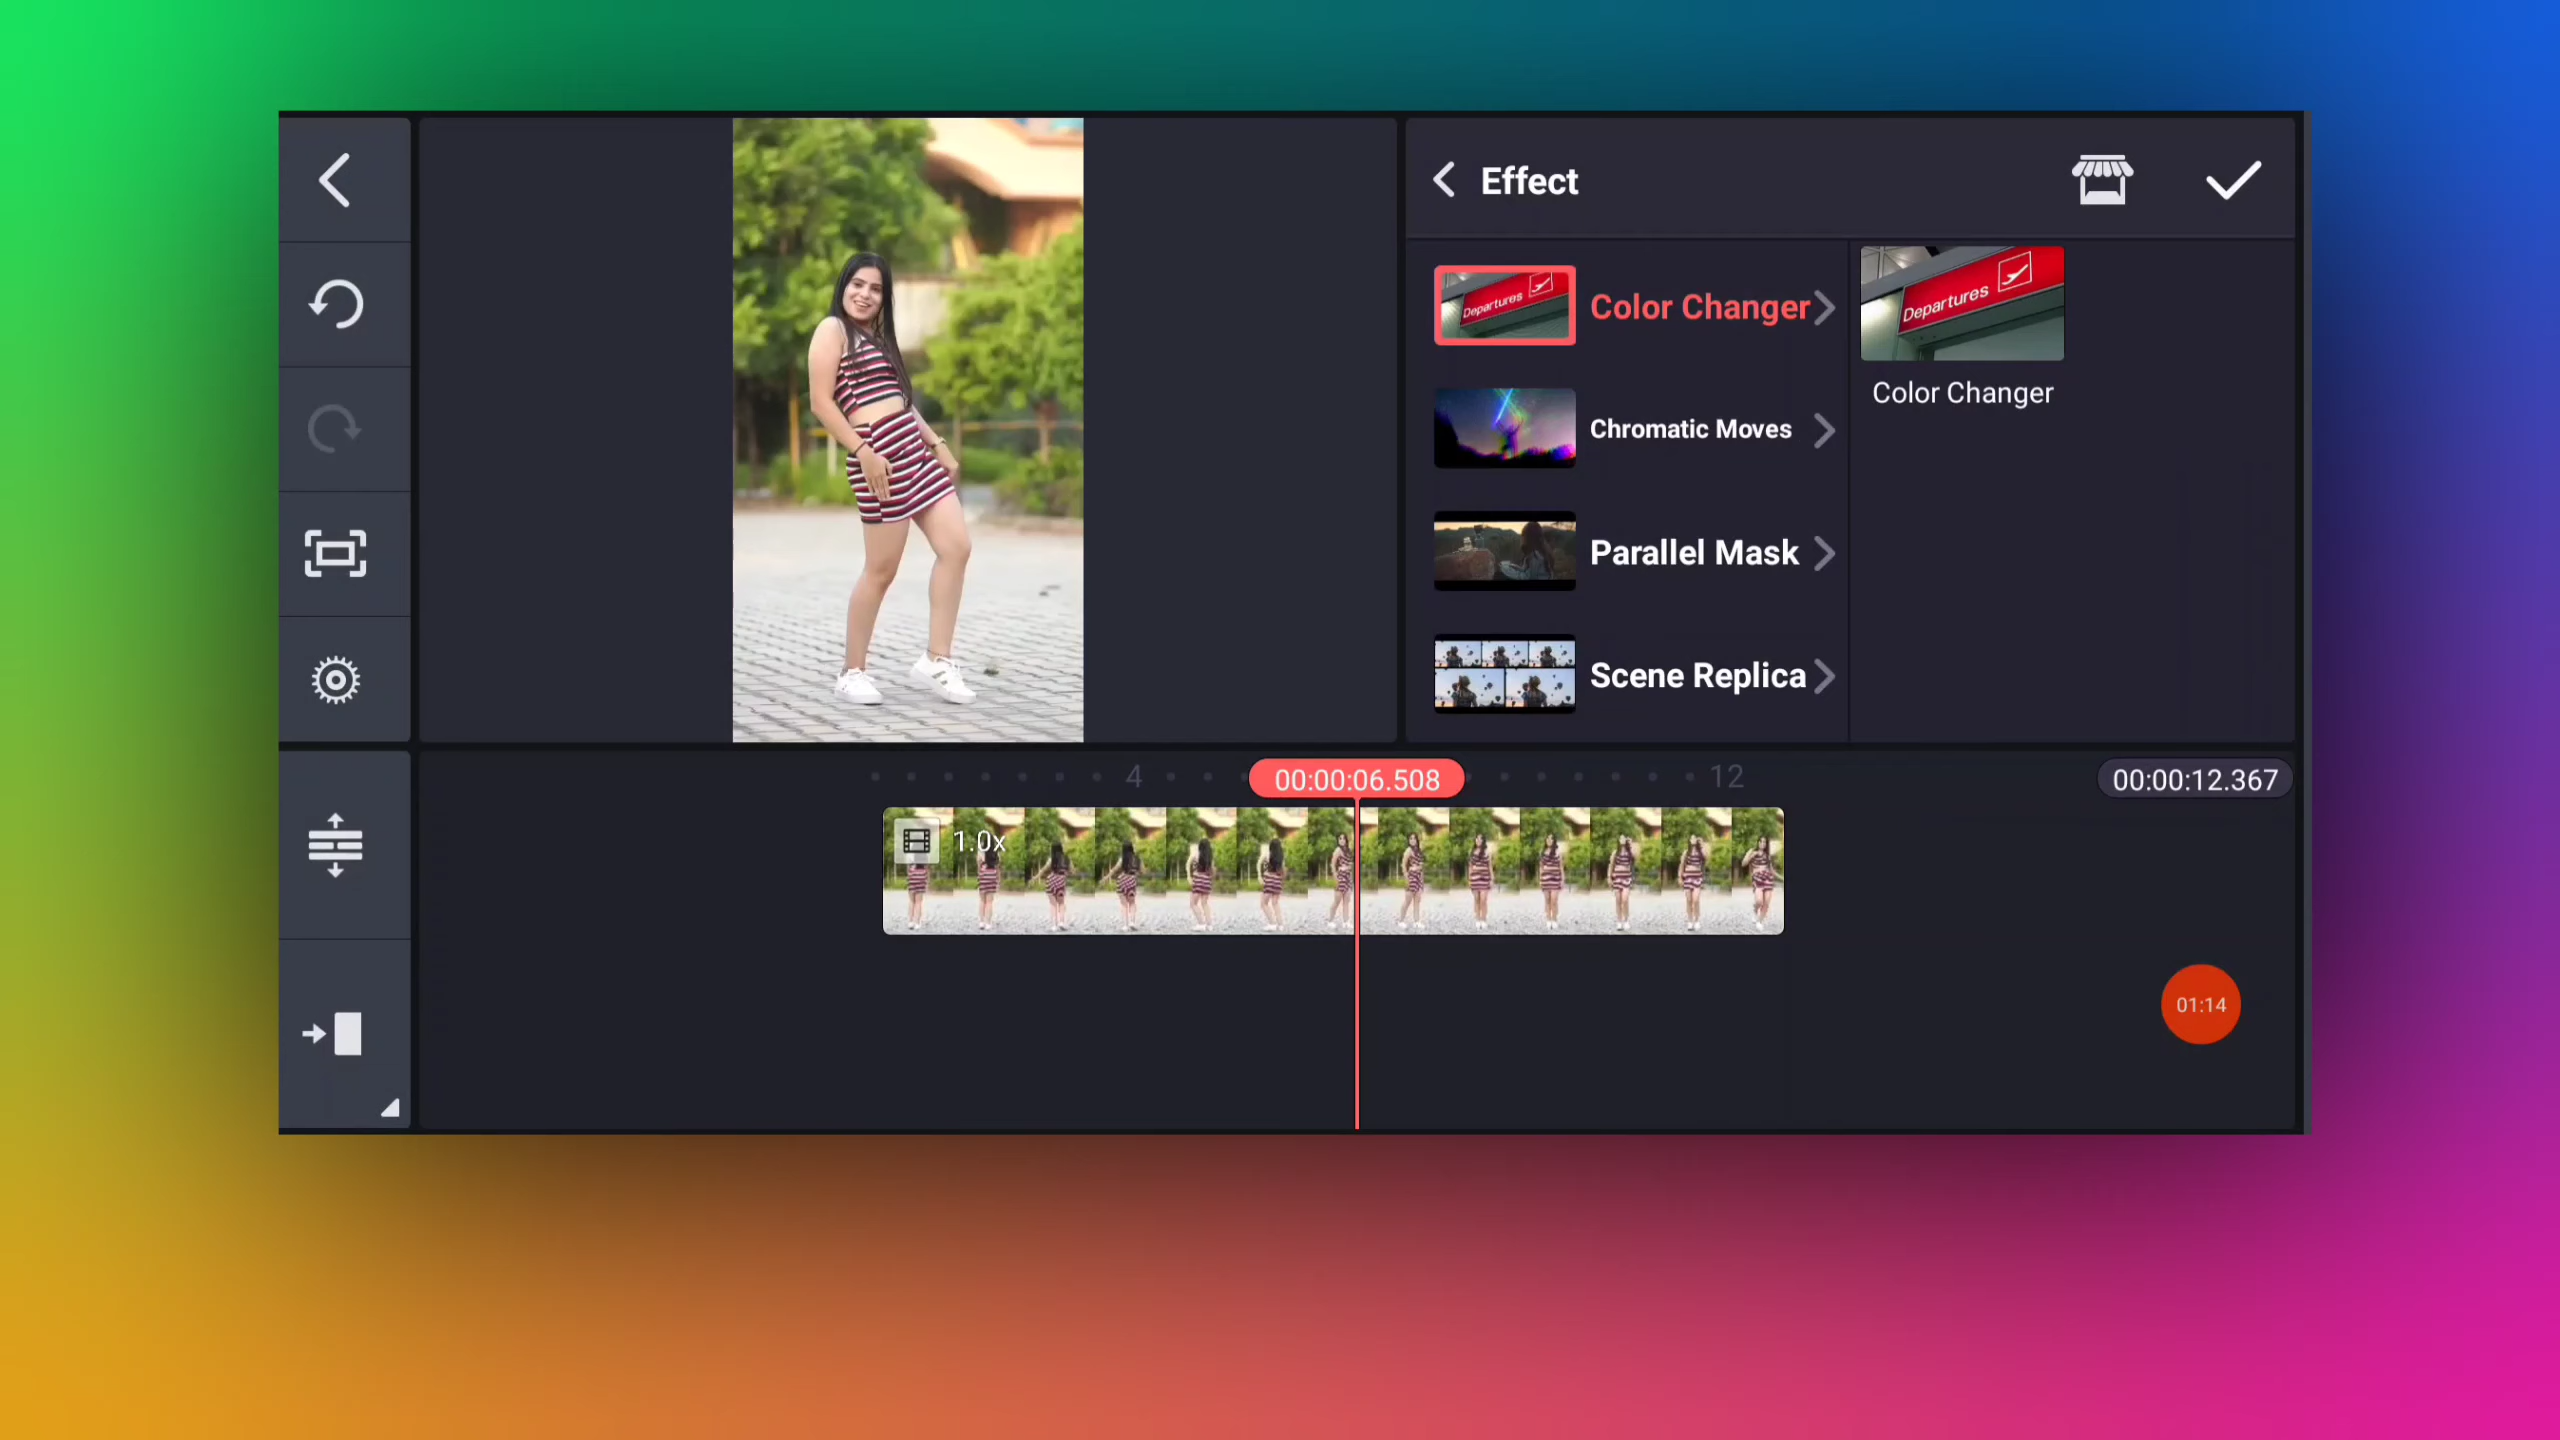 Effect
Departures
Color Changer
Departures
Color Changer
Chromatic Moves
Parallel Mask
Scene Replica
4
00:00:06.508
12
00:00:12.367
1.0x
01:14